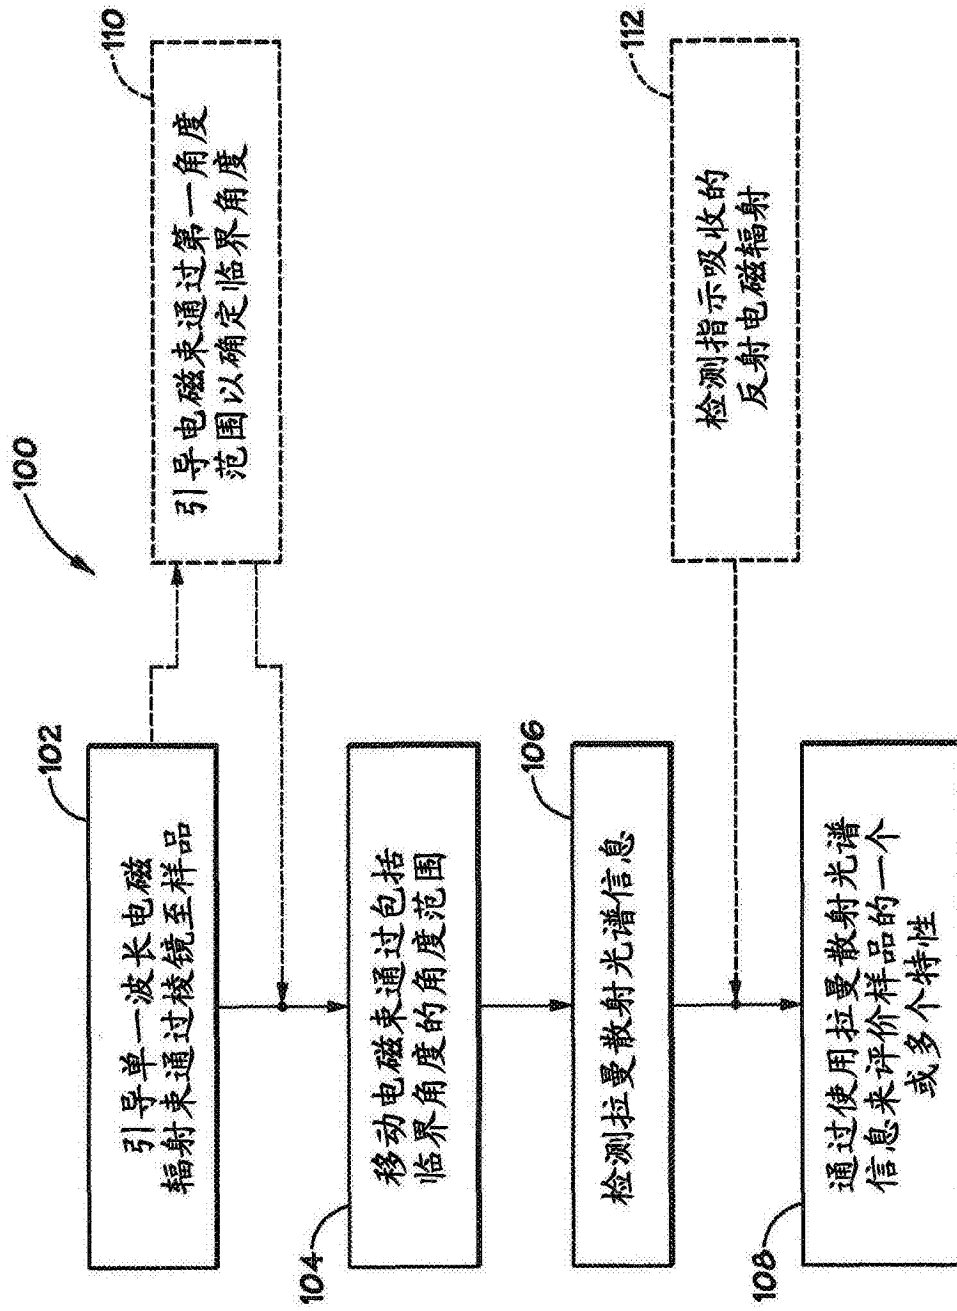 100
102
引导单一波长电磁
辐射束通过棱镜至样品
110
引导电磁束通过第一角度
范围以确定临界角度
104
移动电磁束通过包括
临界角度的角度范围
106
检测拉曼散射光谱信息
112
检测指示吸收的
反射电磁辐射
108
通过使用拉曼散射光谱
信息来评价样品的一个
或多个特性